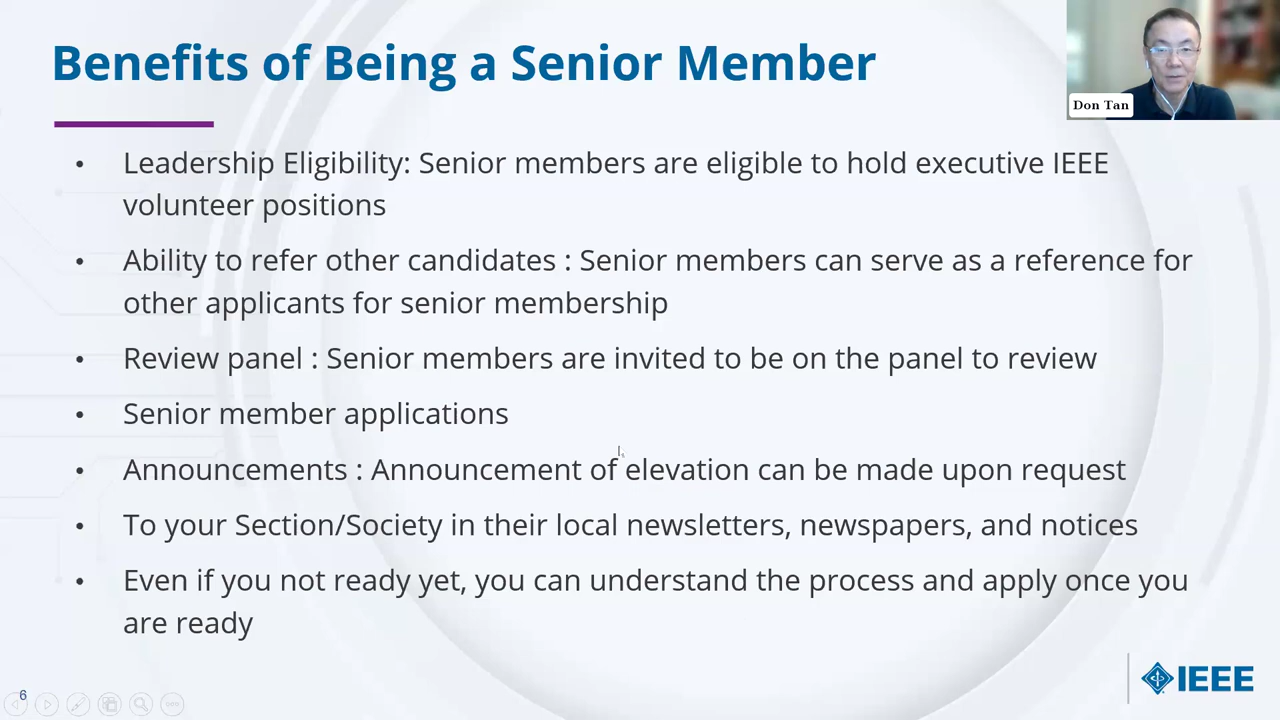 Benefits of Being a Senior Member
Don Tan
• Leadership Eligibility: Senior members are eligible to hold executive IEEE
volunteer positions
• Ability to refer other candidates : Senior members can serve as a reference for
other applicants for senior membership
• Review panel : Senior members are invited to be on the panel to review
• Senior member applications
• Announcements : Announcement of elevation can be made upon request
• To your Section/Society in their local newsletters, newspapers, and notices
• Even if you not ready yet, you can understand the process and apply once you
are ready
6
IEEE